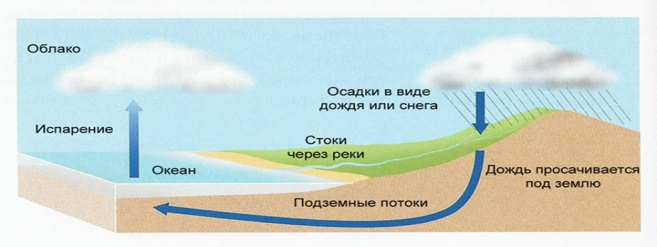 Облако
Осадки в виде
дождя или снега
Испарение
Стоки
через реки
Океан
Дождь просачивается
под землю
Подземные потоки